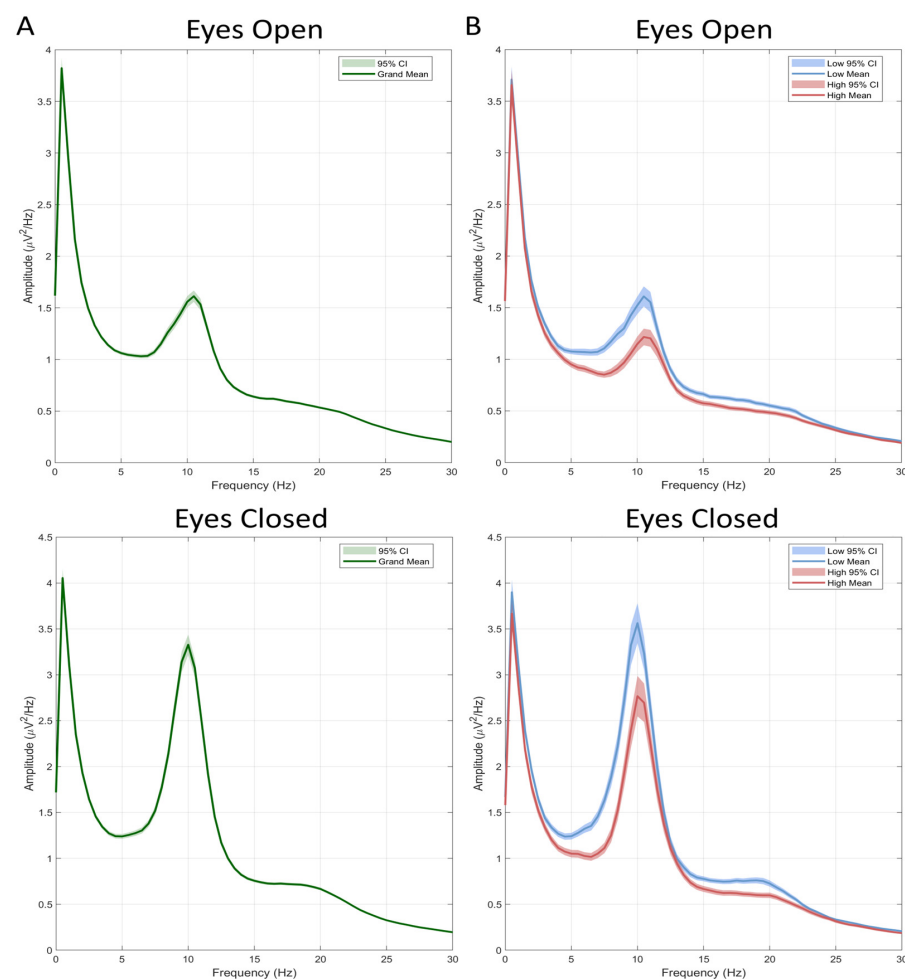 A
Eyes Open
4
3.5
3
2.5
2
1.5
1
0.5
0
Amplitude (μV²/Hz)
95% CI
Grand Mean
0 5 10 15 20 25 30
Frequency (Hz)
B
Eyes Open
4
3.5
3
2.5
2
1.5
1
0.5
0
Amplitude (μV²/Hz)
Low 95% CI
Low Mean
High 95% CI
High Mean
0 5 10 15 20 25 30
Frequency (Hz)
Eyes Closed
4.5
4
3.5
3
2.5
2
1.5
1
0.5
0
Amplitude (μV²/Hz)
95% CI
Grand Mean
0 5 10 15 20 25 30
Frequency (Hz)
Eyes Closed
4.5
4
3.5
3
2.5
2
1.5
1
0.5
0
Amplitude (μV²/Hz)
Low 95% CI
Low Mean
High 95% CI
High Mean
0 5 10 15 20 25 30
Frequency (Hz)